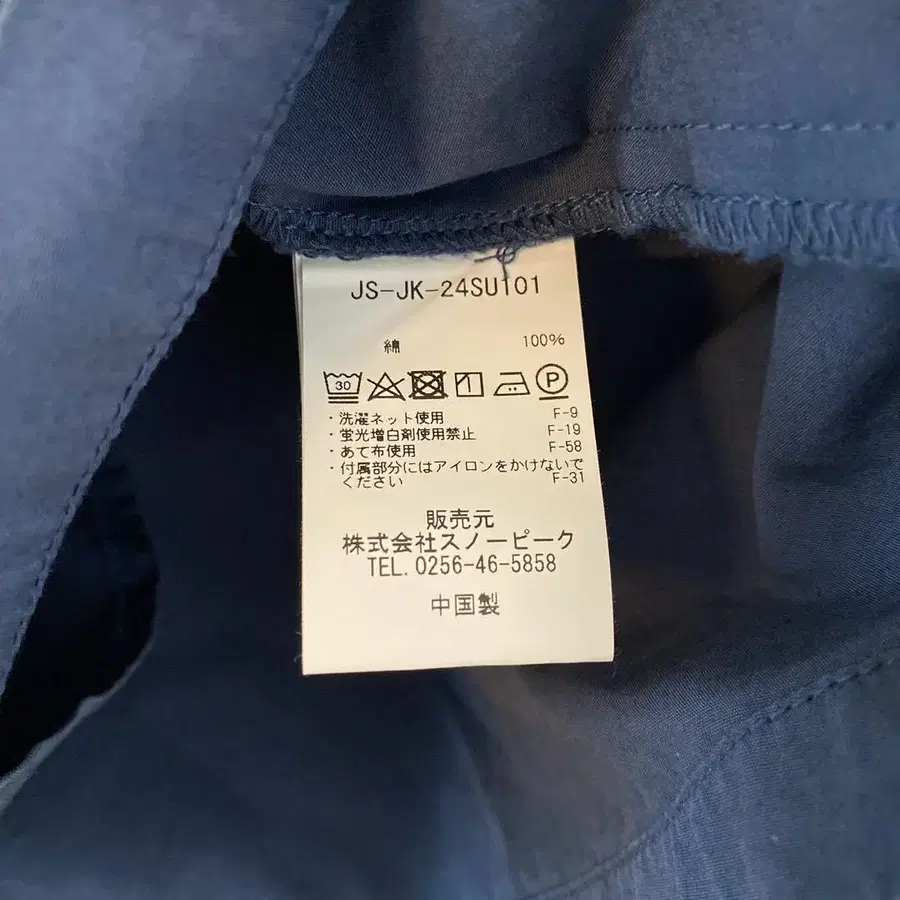 JS-JK-24SU101
綿 100%
30 P
・洗濯ネット使用 F-9
・蛍光増白剤使用禁止 F-19
・あて布使用 F-58
・付属部分にはアイロンをかけないで
ください F-31
販売元
株式会社スノーピーク
TEL. 0256-46-5858
中国製